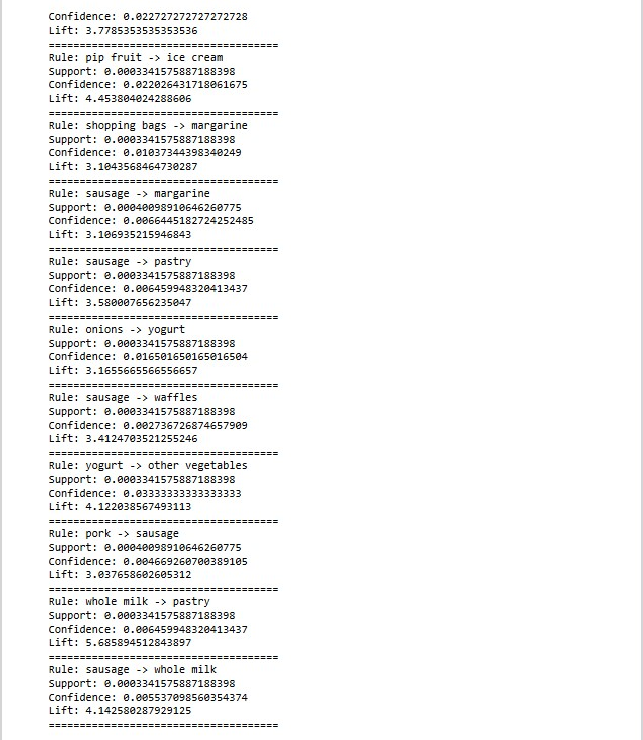 Confidence: 0.022727272727272728
Lift: 3.7785353535353536
=====================================
Rule: pip fruit -> ice cream
Support: 0.0003341575887188398
Confidence: 0.022026431718061675
Lift: 4.453804024288606
=====================================
Rule: shopping bags -> margarine
Support: 0.0003341575887188398
Confidence: 0.01037344398340249
Lift: 3.1043568464730287
=====================================
Rule: sausage -> margarine
Support: 0.00040098910646260775
Confidence: 0.0066445182724252485
Lift: 3.106935215946843
=====================================
Rule: sausage -> pastry
Support: 0.0003341575887188398
Confidence: 0.006459948320413437
Lift: 3.580007656235047
=====================================
Rule: onions -> yogurt
Support: 0.0003341575887188398
Confidence: 0.016501650165016504
Lift: 3.1655665566556657
=====================================
Rule: sausage -> waffles
Support: 0.0003341575887188398
Confidence: 0.002736726874657909
Lift: 3.4124703521255246
=====================================
Rule: yogurt -> other vegetables
Support: 0.0003341575887188398
Confidence: 0.03333333333333333
Lift: 4.122038567493113
=====================================
Rule: pork -> sausage
Support: 0.00040098910646260775
Confidence: 0.004669260700389105
Lift: 3.037658602605312
=====================================
Rule: whole milk -> pastry
Support: 0.0003341575887188398
Confidence: 0.006459948320413437
Lift: 5.685894512843897
=====================================
Rule: sausage -> whole milk
Support: 0.0003341575887188398
Confidence: 0.005537098560354374
Lift: 4.142580287929125
=====================================